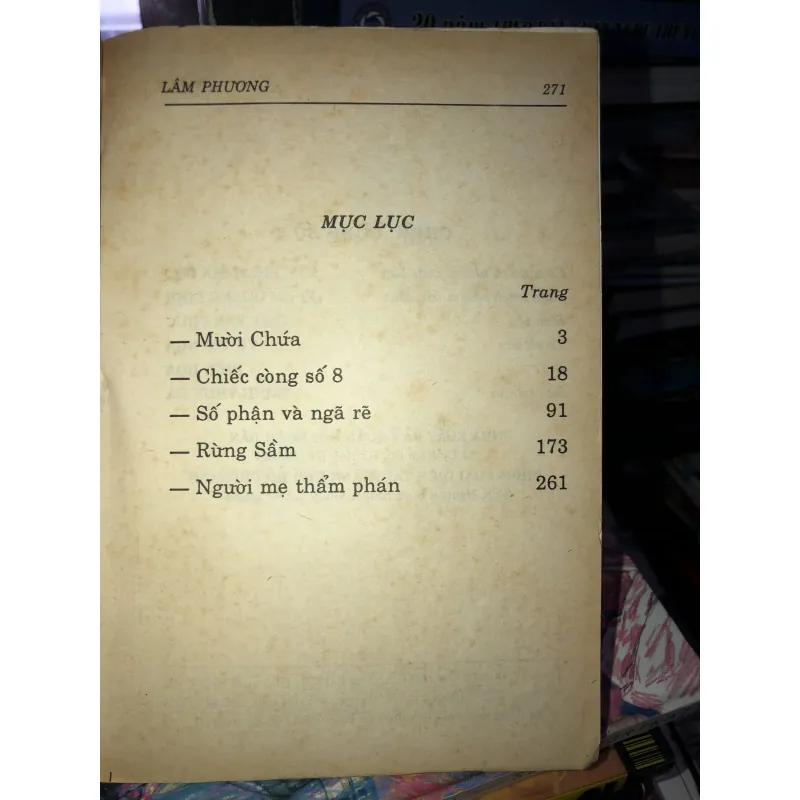 LÂM PHƯƠNG 271
MỤC LỤC
Trang
— Mười Chứa 3
— Chiếc còng số 8 18
— Số phận và ngã rẽ 91
— Rừng Sầm 173
— Người mẹ thẩm phán 261